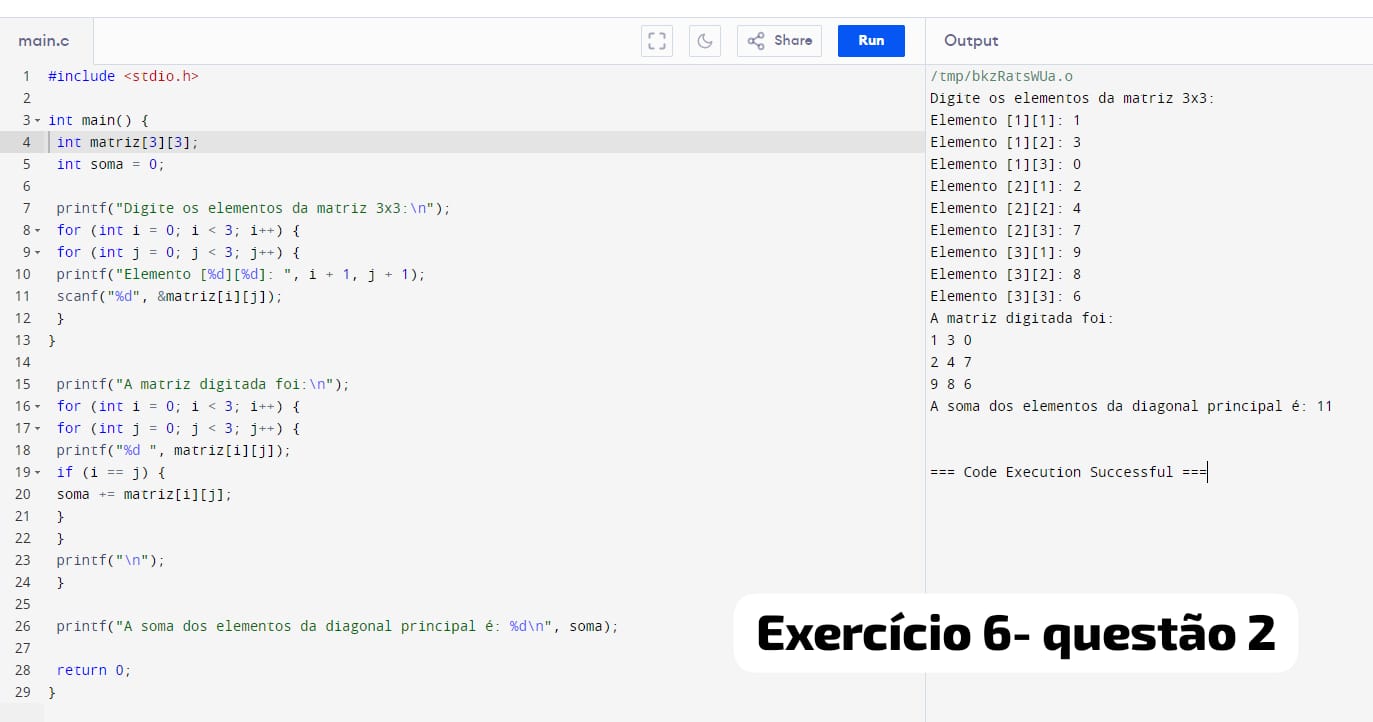 main.c
Share
Run
Output
1 #include <stdio.h>
2
3 int main() {
4 int matriz[3][3];
5 int soma = 0;
6
7 printf("Digite os elementos da matriz 3x3:\n");
8 for (int i = 0; i < 3; i++) {
9 for (int j = 0; j < 3; j++) {
10 printf("Elemento [%d][%d]: ", i + 1, j + 1);
11 scanf("%d", &matriz[i][j]);
12 }
13 }
14
15 printf("A matriz digitada foi:\n");
16 for (int i = 0; i < 3; i++) {
17 for (int j = 0; j < 3; j++) {
18 printf("%d ", matriz[i][j]);
19 if (i == j) {
20 soma += matriz[i][j];
21 }
22 }
23 printf("\n");
24 }
25
26 printf("A soma dos elementos da diagonal principal é: %d\n", soma);
27
28 return 0;
29 }
/tmp/bkzRatsWUa.o
Digite os elementos da matriz 3x3:
Elemento [1][1]: 1
Elemento [1][2]: 3
Elemento [1][3]: 0
Elemento [2][1]: 2
Elemento [2][2]: 4
Elemento [2][3]: 7
Elemento [3][1]: 9
Elemento [3][2]: 8
Elemento [3][3]: 6
A matriz digitada foi:
1 3 0
2 4 7
9 8 6
A soma dos elementos da diagonal principal é: 11
=== Code Execution Successful ===
Exercício 6- questão 2